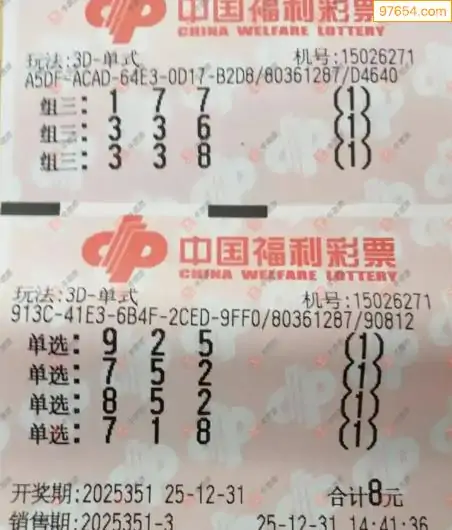 97654.com
中国福利彩票
CHINA WELFARE LOTTERY
玩法:3D-单式 机号:15026271
A5DF-ACAD-64E3-0D17-B2D8/80361287/D4640
组三: 1 7 7 (1)
组三: 3 3 6 (1)
组三: 3 3 8 (1)
中国福利彩票
CHINA WELFARE LOTTERY
玩法:3D-单式 机号:15026271
913C-41E3-6B4F-2CED-9FF0/80361287/90812
单选: 9 2 5 (1)
单选: 7 5 2 (1)
单选: 8 5 2 (1)
单选: 7 1 8 (1)
开奖期:2025351 25-12-31 合计8元
销售期:2025351-3 25-12-31 14:41:36